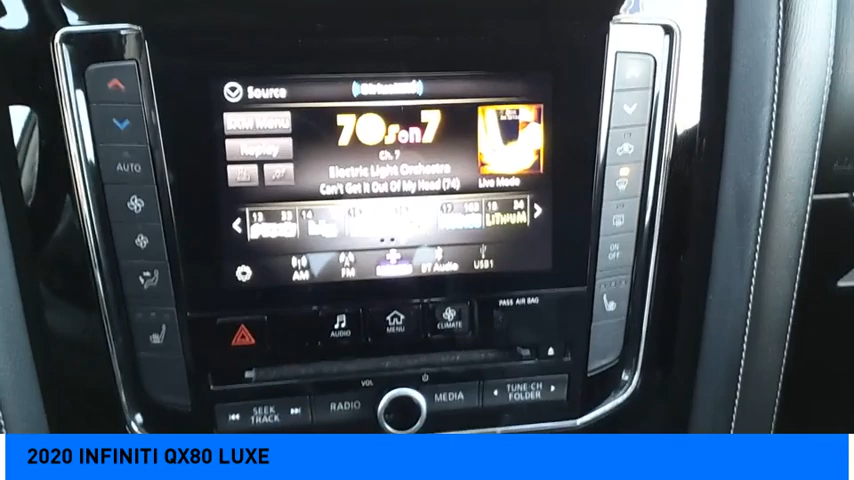 Source
SXM Menu
Replay
70s on 7
Ch. 7
Electric Light Orchestra
Can't Get It Out Of My Head (74)
Live Mode
LITHIUM
AM
FM
BT Audio
USB1
AUTO
ON
OFF
PASS AIR BAG
AUDIO
MENU
CLIMATE
VOL
SEEK
TRACK
RADIO
MEDIA
TUNE·CH
FOLDER
2020 INFINITI QX80 LUXE